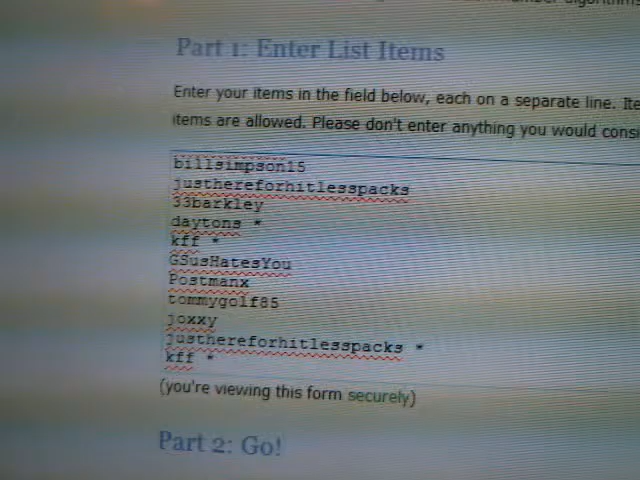 Part 1: Enter List Items
Enter your items in the field below, each on a separate line.
items are allowed. Please don't enter anything you would
billsimpson15
justhereforhitlesspacks
33barkley
daytons *
kff *
GSusHatesYou
Postmanx
tommygolf85
joxxy
justhereforhitlesspacks *
kff *
(you're viewing this form securely)
Part 2: Go!